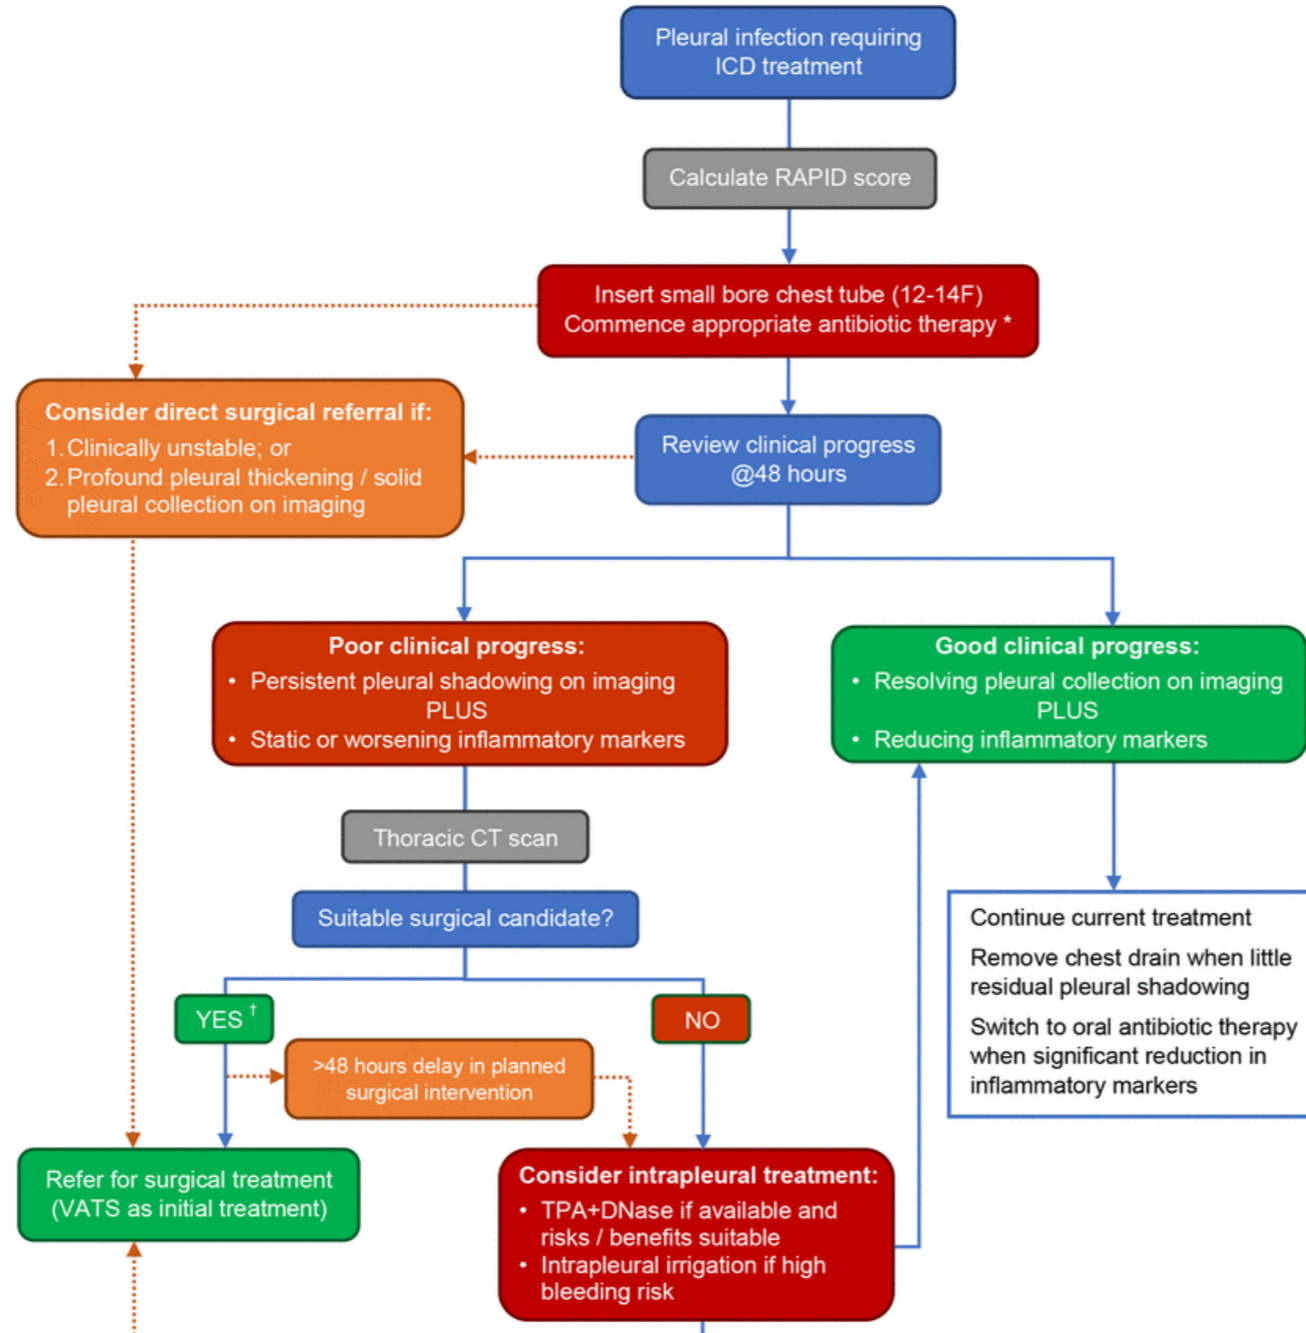 Pleural infection requiring
ICD treatment
Calculate RAPID score
Insert small bore chest tube (12-14F)
Commence appropriate antibiotic therapy *
Consider direct surgical referral if:
1. Clinically unstable; or
2. Profound pleural thickening / solid
pleural collection on imaging
Review clinical progress
@48 hours
Poor clinical progress:
• Persistent pleural shadowing on imaging
PLUS
• Static or worsening inflammatory markers
Good clinical progress:
• Resolving pleural collection on imaging
PLUS
• Reducing inflammatory markers
Thoracic CT scan
Suitable surgical candidate?
Continue current treatment
Remove chest drain when little
residual pleural shadowing
Switch to oral antibiotic therapy
when significant reduction in
inflammatory markers
YES †
NO
>48 hours delay in planned
surgical intervention
Refer for surgical treatment
(VATS as initial treatment)
Consider intrapleural treatment:
• TPA+DNase if available and
risks / benefits suitable
• Intrapleural irrigation if high
bleeding risk